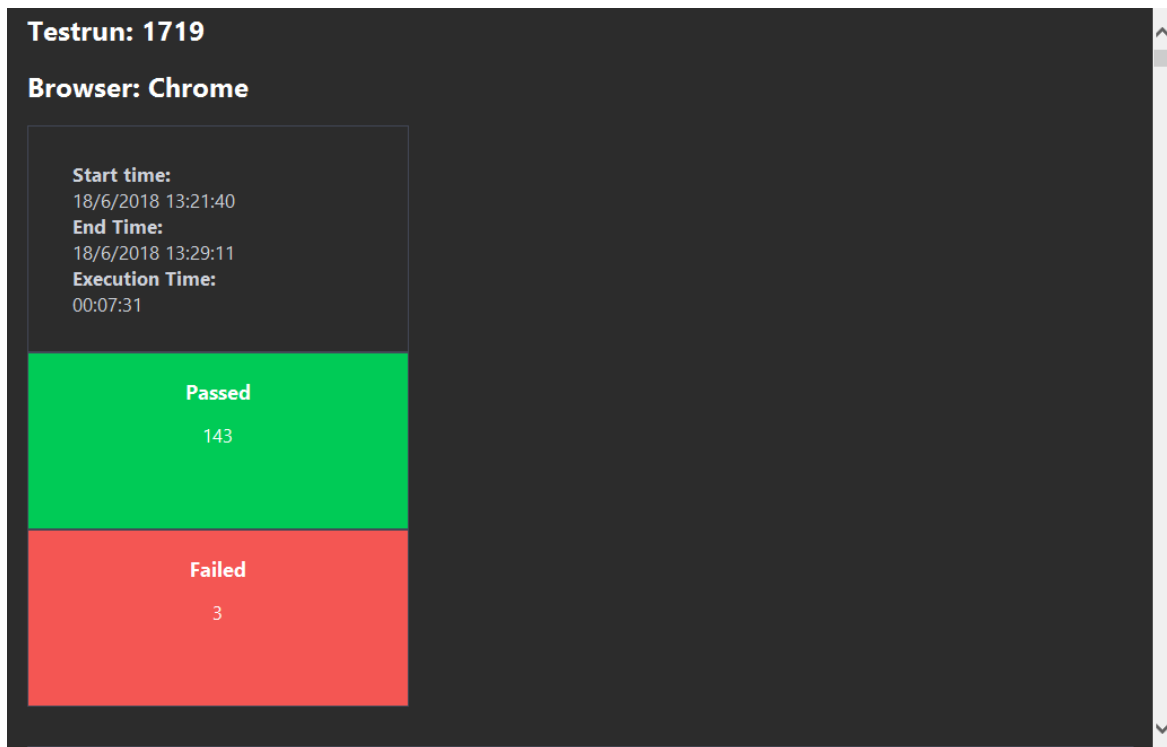 Testrun: 1719
Browser: Chrome
Start time:
18/6/2018 13:21:40
End Time:
18/6/2018 13:29:11
Execution Time:
00:07:31
Passed
143
Failed
3